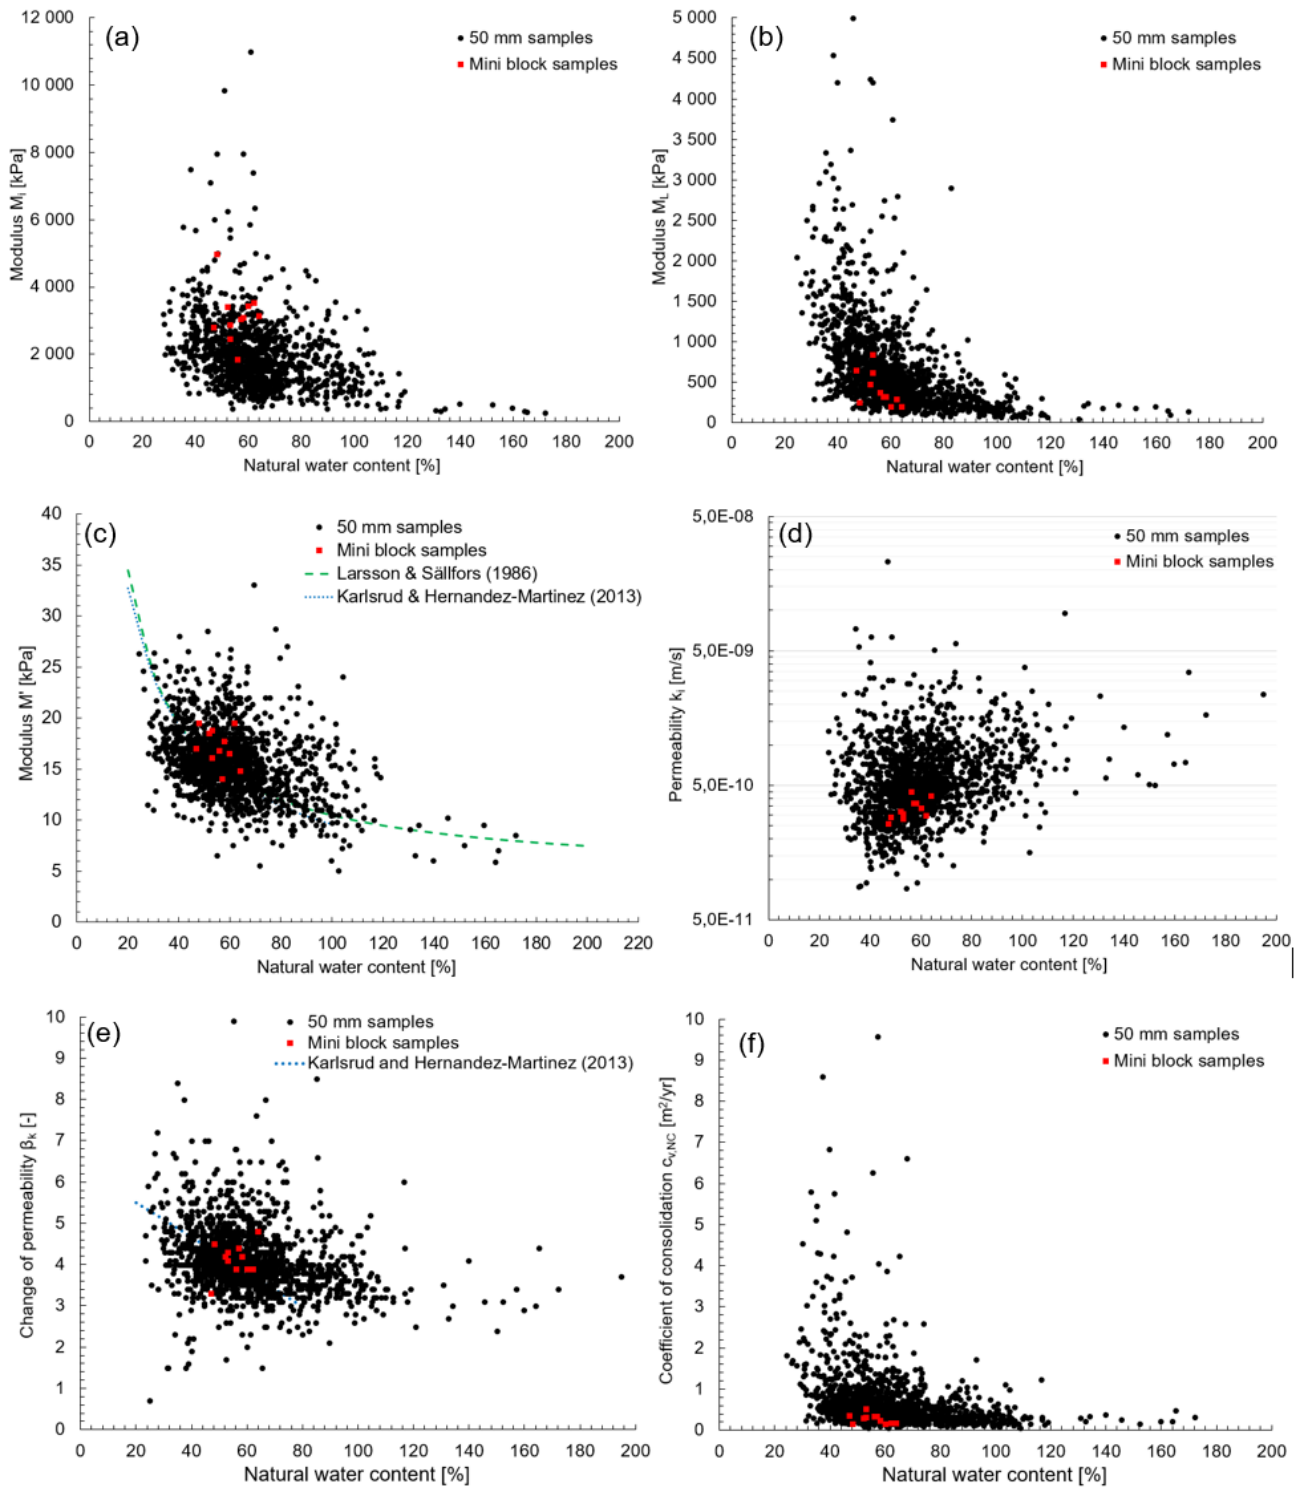 (a)
50 mm samples
Mini block samples
12 000
10 000
8 000
6 000
4 000
2 000
0
Modulus Mᵢ [kPa]
0 20 40 60 80 100 120 140 160 180 200
Natural water content [%]
(b)
50 mm samples
Mini block samples
5 000
4 500
4 000
3 500
3 000
2 500
2 000
1 500
1 000
500
0
Modulus M_L [kPa]
0 20 40 60 80 100 120 140 160 180 200
Natural water content [%]
(c)
50 mm samples
Mini block samples
Larsson & Sällfors (1986)
Karlsrud & Hernandez-Martinez (2013)
40
35
30
25
20
15
10
5
0
Modulus M' [kPa]
0 20 40 60 80 100 120 140 160 180 200 220
Natural water content [%]
(d)
50 mm samples
Mini block samples
5,0E-08
5,0E-09
5,0E-10
5,0E-11
Permeability kᵢ [m/s]
0 20 40 60 80 100 120 140 160 180 200
Natural water content [%]
(e)
50 mm samples
Mini block samples
Karlsrud and Hernandez-Martinez (2013)
10
9
8
7
6
5
4
3
2
1
0
Change of permeability βₖ [-]
0 20 40 60 80 100 120 140 160 180 200
Natural water content [%]
(f)
50 mm samples
Mini block samples
10
9
8
7
6
5
4
3
2
1
0
Coefficient of consolidation c_v,NC [m²/yr]
0 20 40 60 80 100 120 140 160 180 200
Natural water content [%]